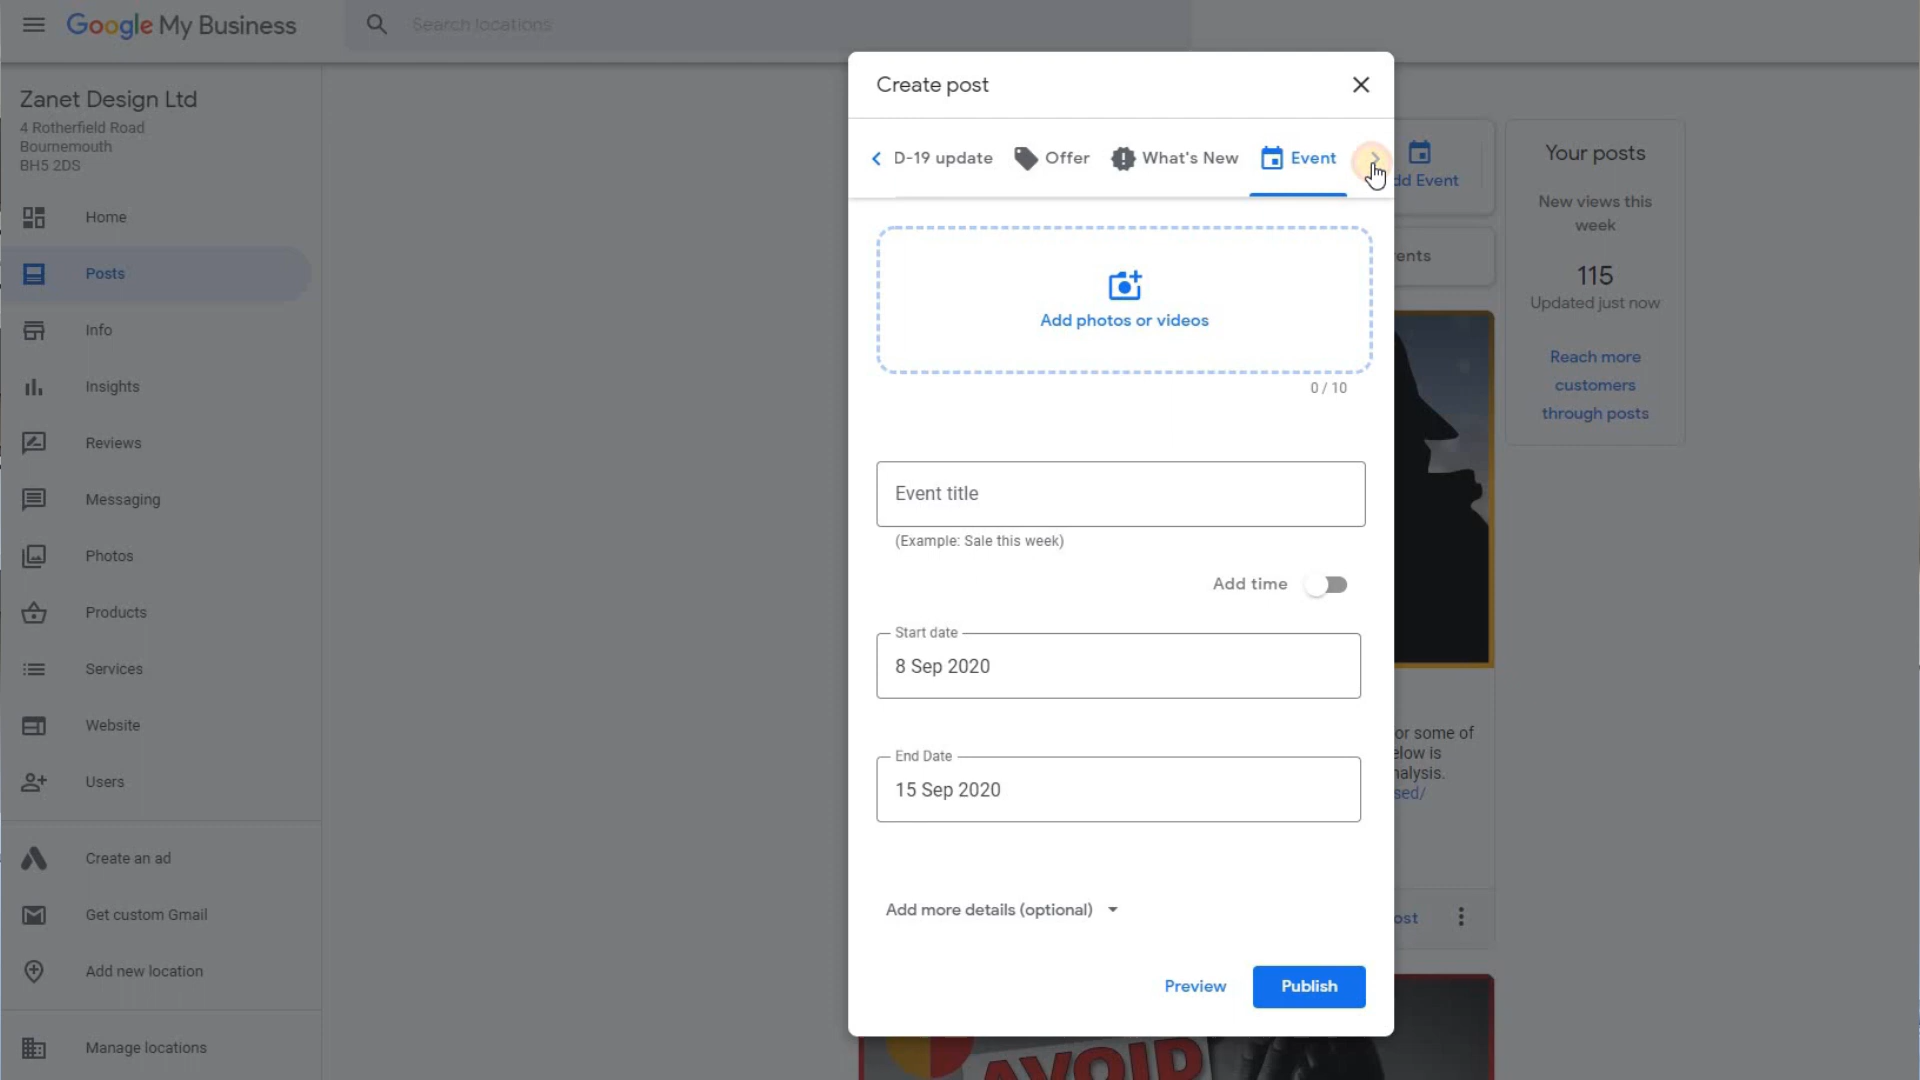 Google My Business
Search locations
Zanet Design Ltd
4 Rotherfield Road
Bournemouth
BH5 2DS
Home
Posts
Info
Insights
Reviews
Messaging
Photos
Products
Services
Website
Users
Create an ad
Get custom Gmail
Add new location
Manage locations
Create post
D-19 update
Offer
What's New
Event
Add photos or videos
0 / 10
Event title
(Example: Sale this week)
Add time
Start date
8 Sep 2020
End Date
15 Sep 2020
Add more details (optional)
Preview
Publish
dd Event
ents
or some of
elow is
nalysis.
sed/
ost
AVOID
Your posts
New views this
week
115
Updated just now
Reach more
customers
through posts